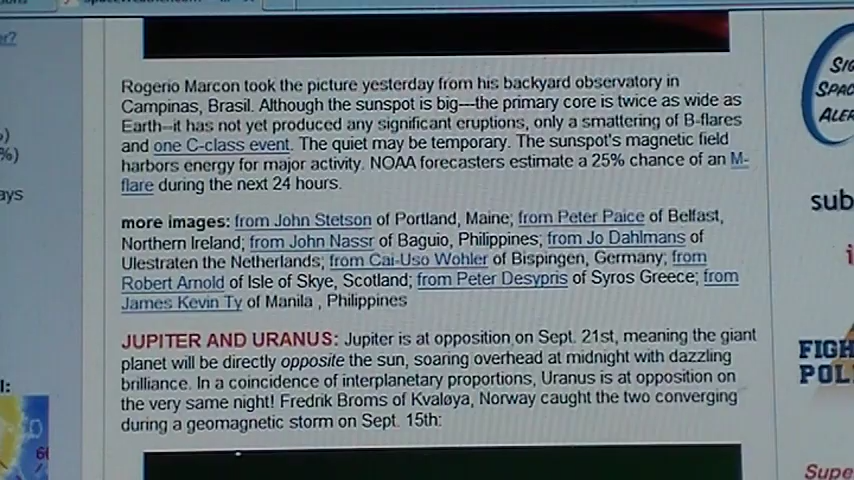 er?
%)
ays
Rogerio Marcon took the picture yesterday from his backyard observatory in
Campinas, Brasil. Although the sunspot is big—the primary core is twice as wide as
Earth—it has not yet produced any significant eruptions, only a smattering of B-flares
and one C-class event. The quiet may be temporary. The sunspot's magnetic field
harbors energy for major activity. NOAA forecasters estimate a 25% chance of an M-
flare during the next 24 hours.
more images: from John Stetson of Portland, Maine; from Peter Paice of Belfast,
Northern Ireland; from John Nassr of Baguio, Philippines; from Jo Dahlmans of
Ulestraten the Netherlands; from Cai-Uso Wohler of Bispingen, Germany; from
Robert Arnold of Isle of Skye, Scotland; from Peter Desypris of Syros Greece; from
James Kevin Ty of Manila , Philippines
JUPITER AND URANUS: Jupiter is at opposition on Sept. 21st, meaning the giant
planet will be directly opposite the sun, soaring overhead at midnight with dazzling
brilliance. In a coincidence of interplanetary proportions, Uranus is at opposition on
the very same night! Fredrik Broms of Kvaløya, Norway caught the two converging
during a geomagnetic storm on Sept. 15th:
SIG
SPAC
ALER
sub
FIGH
POL
Supe